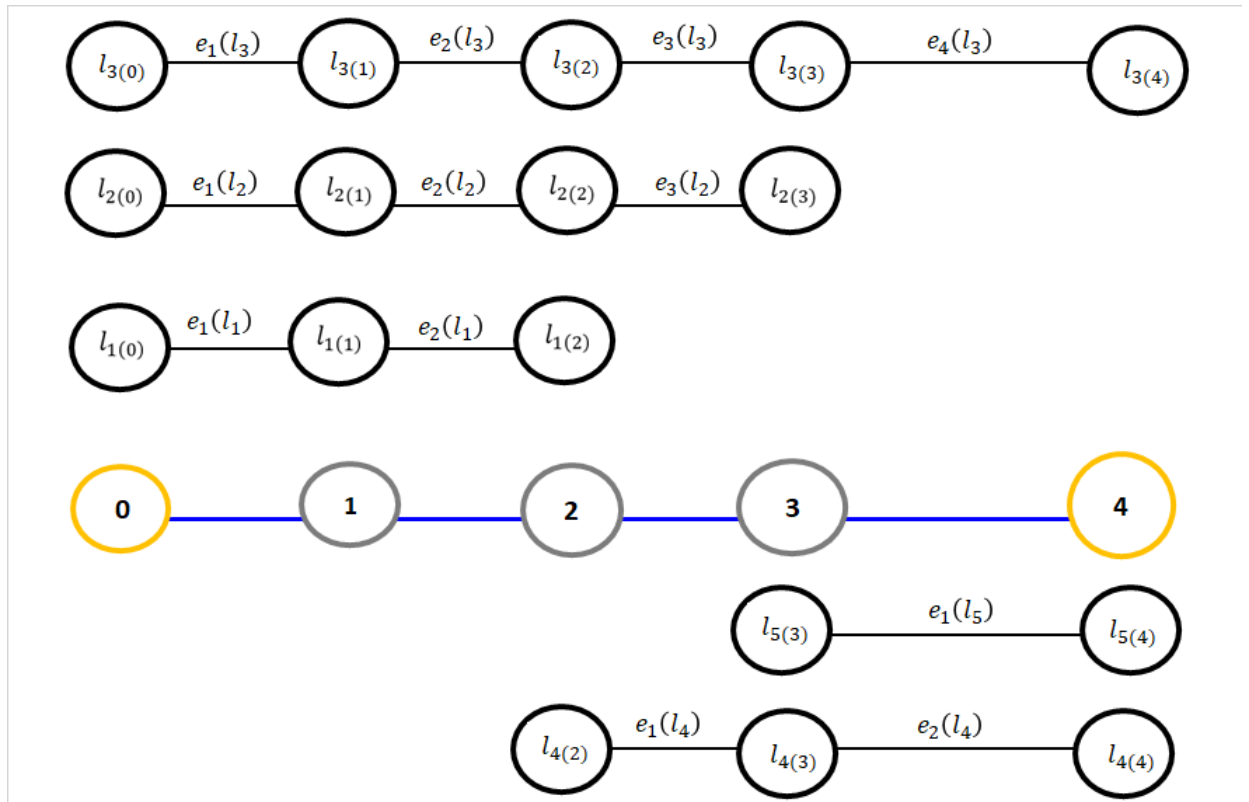 e₁(l₃) e₂(l₃) e₃(l₃) e₄(l₃)
l₃₍₀₎ l₃₍₁₎ l₃₍₂₎ l₃₍₃₎ l₃₍₄₎
e₁(l₂) e₂(l₂) e₃(l₂)
l₂₍₀₎ l₂₍₁₎ l₂₍₂₎ l₂₍₃₎
e₁(l₁) e₂(l₁)
l₁₍₀₎ l₁₍₁₎ l₁₍₂₎
0 1 2 3 4
e₁(l₅)
l₅₍₃₎ l₅₍₄₎
e₁(l₄) e₂(l₄)
l₄₍₂₎ l₄₍₃₎ l₄₍₄₎